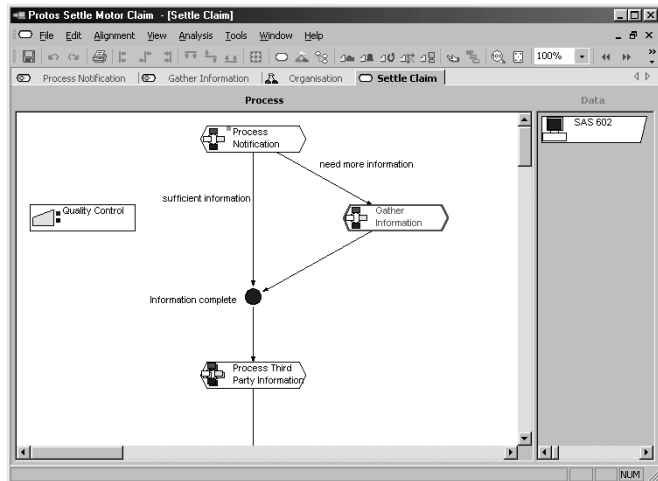 Protos Settle Motor Claim - [Settle Claim]
File Edit Alignment View Analysis Tools Window Help
100%
Process Notification Gather Information Organisation Settle Claim
Process Data
SAS 602
Process
Notification
need more information
sufficient information
Quality Control
Gather
Information
Information complete
Process Third
Party Information
NUM